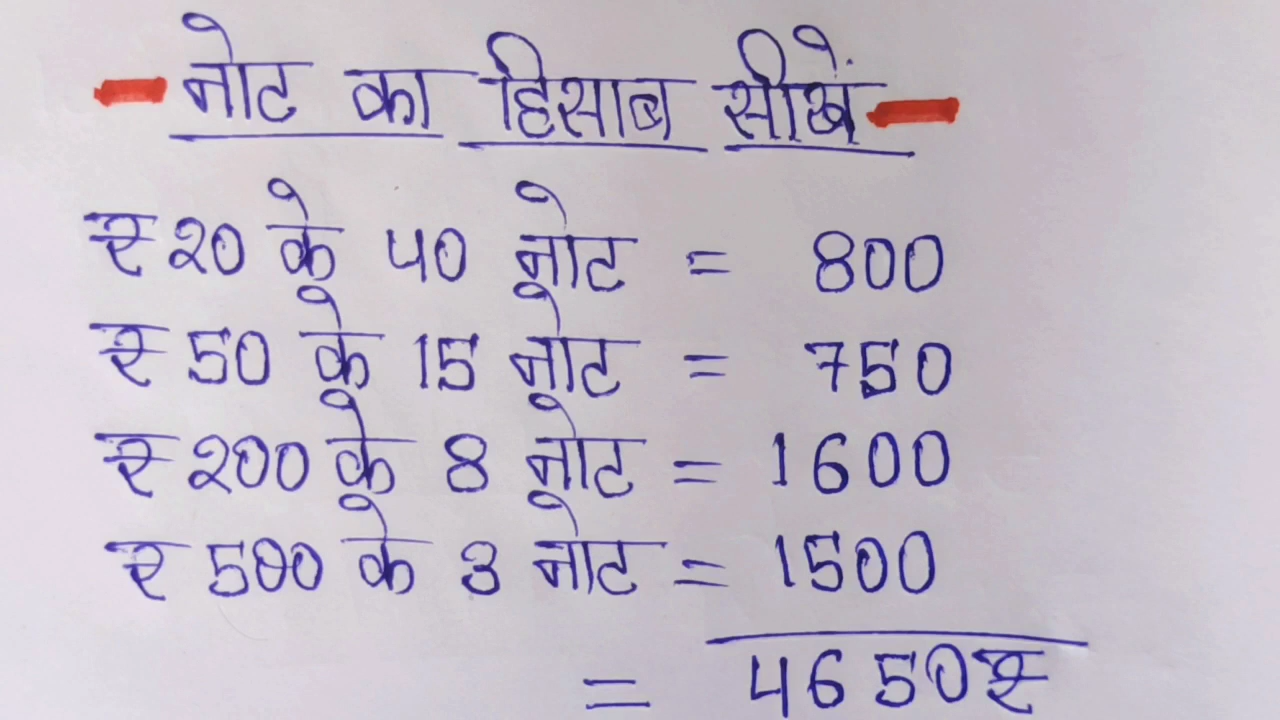 नोट का हिसाब सीखें
₹ 20 के 40 नोट = 800
₹ 50 के 15 नोट = 750
₹ 200 के 8 नोट = 1600
₹ 500 के 3 नोट = 1500
= 4650₹